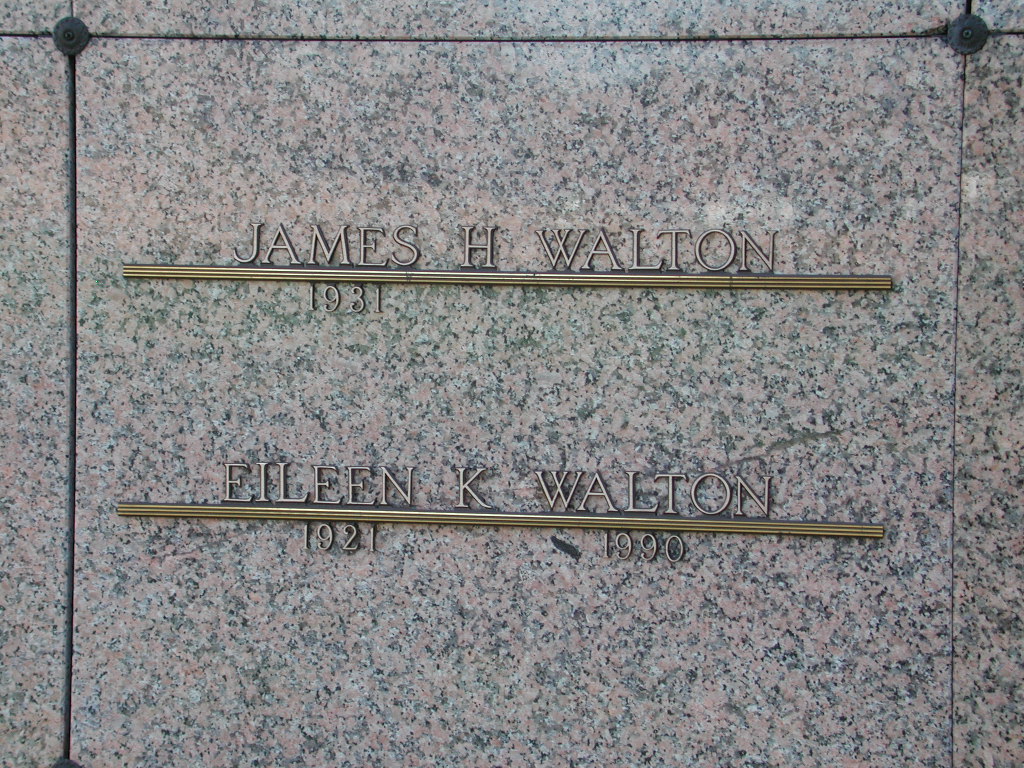 JAMES H WALTON
1931
EILEEN K WALTON
1921 1990